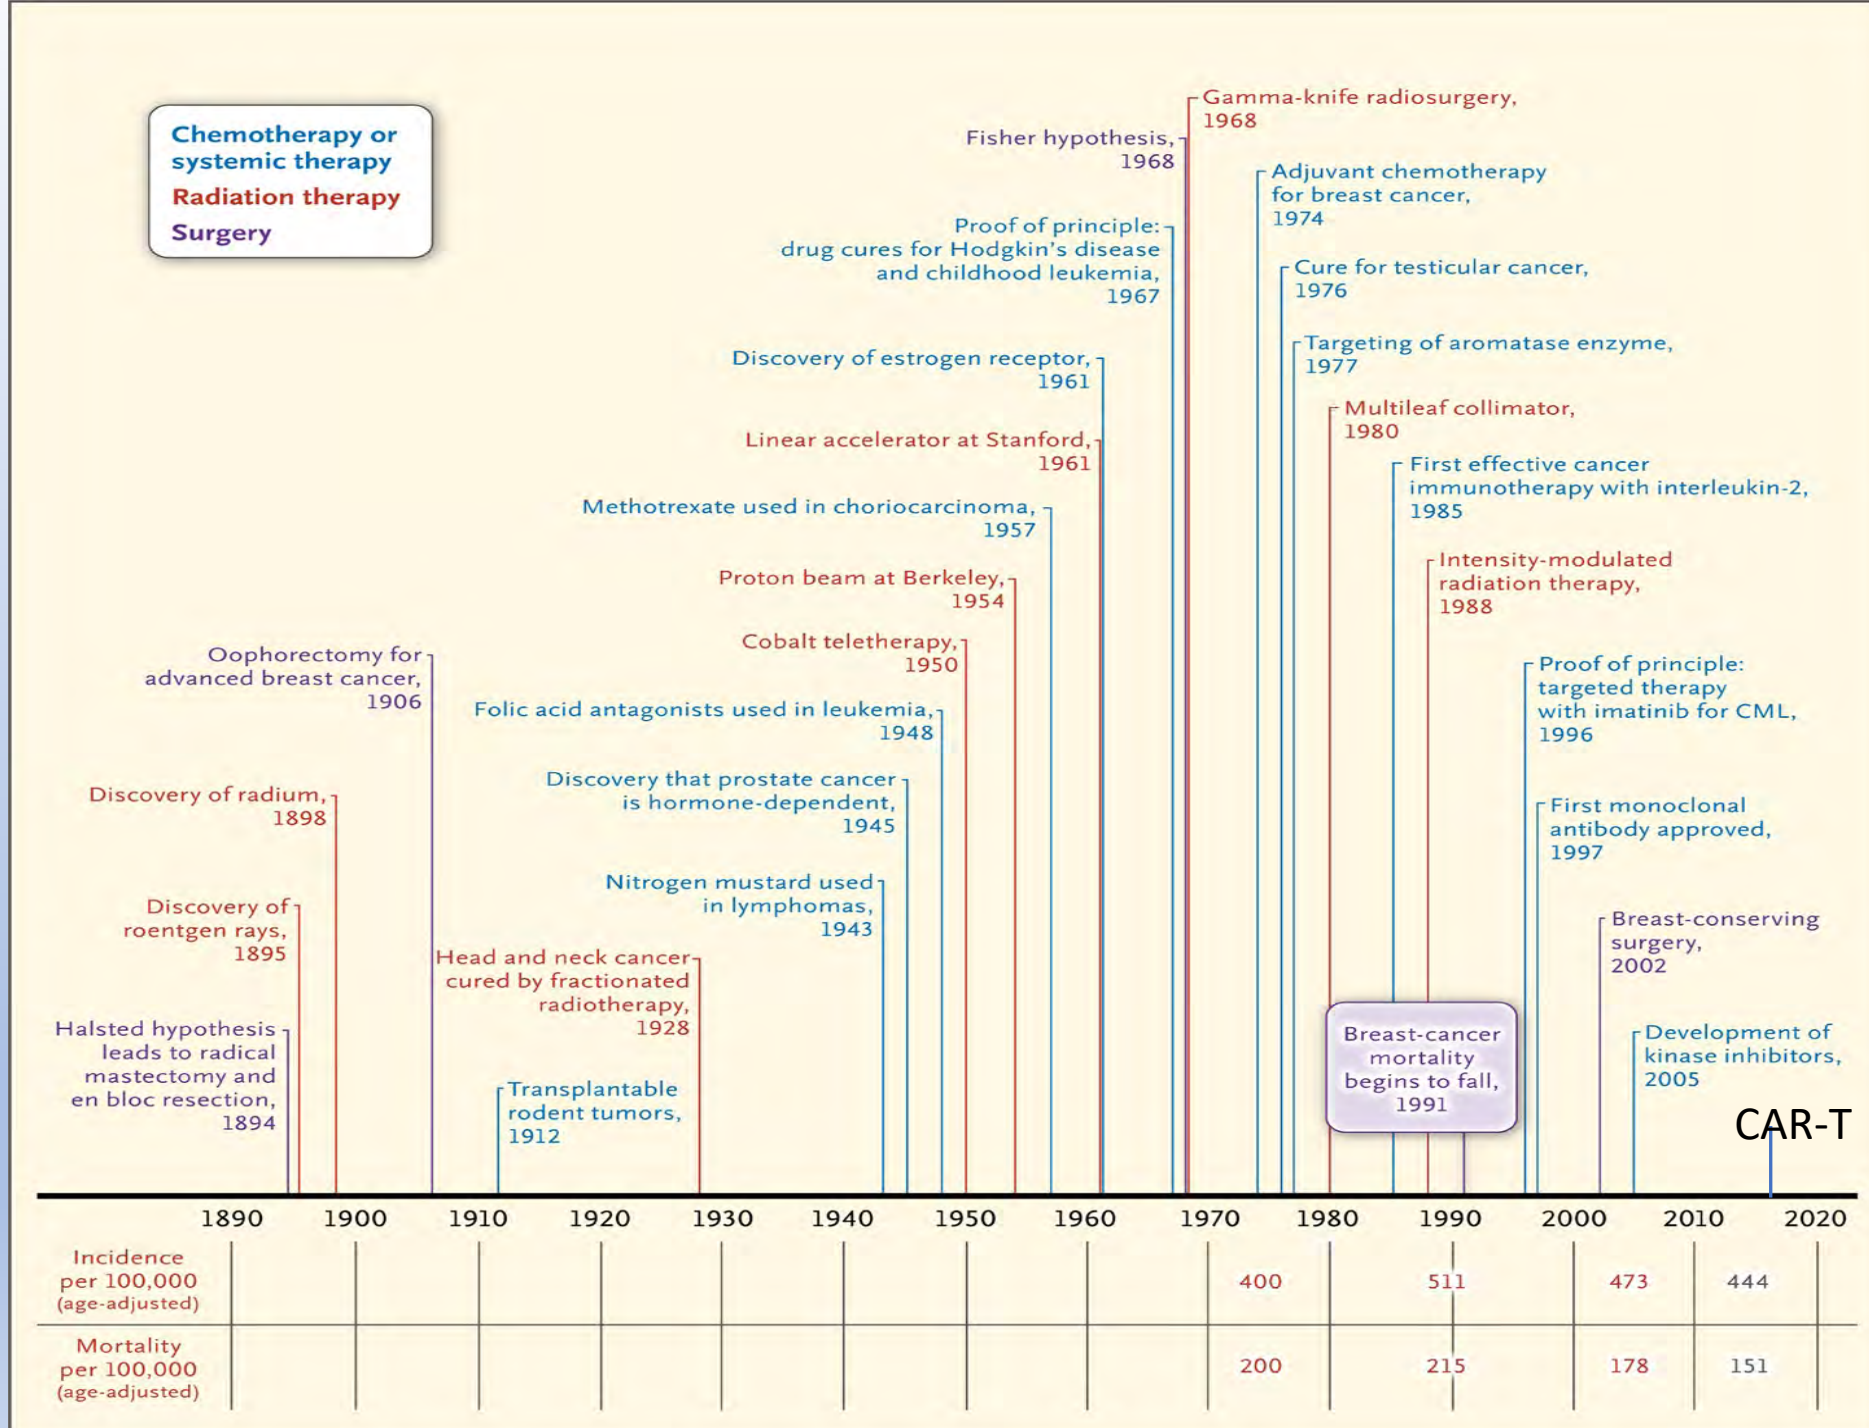 Chemotherapy or
systemic therapy
Radiation therapy
Surgery
Gamma-knife radiosurgery,
1968
Fisher hypothesis,
1968
Adjuvant chemotherapy
for breast cancer,
1974
Proof of principle:
drug cures for Hodgkin's disease
and childhood leukemia,
1967
Cure for testicular cancer,
1976
Targeting of aromatase enzyme,
1977
Discovery of estrogen receptor,
1961
Multileaf collimator,
1980
Linear accelerator at Stanford,
1961
First effective cancer
immunotherapy with interleukin-2,
1985
Methotrexate used in choriocarcinoma,
1957
Intensity-modulated
radiation therapy,
1988
Proton beam at Berkeley,
1954
Cobalt teletherapy,
1950
Oophorectomy for
advanced breast cancer,
1906
Proof of principle:
targeted therapy
with imatinib for CML,
1996
Folic acid antagonists used in leukemia,
1948
Discovery that prostate cancer
is hormone-dependent,
1945
Discovery of radium,
1898
First monoclonal
antibody approved,
1997
Nitrogen mustard used
in lymphomas,
1943
Discovery of
roentgen rays,
1895
Breast-conserving
surgery,
2002
Head and neck cancer
cured by fractionated
radiotherapy,
1928
Halsted hypothesis
leads to radical
mastectomy and
en bloc resection,
1894
Breast-cancer
mortality
begins to fall,
1991
Development of
kinase inhibitors,
2005
Transplantable
rodent tumors,
1912
CAR-T
1890 1900 1910 1920 1930 1940 1950 1960 1970 1980 1990 2000 2010 2020
Incidence
per 100,000
(age-adjusted)
400 511 473 444
Mortality
per 100,000
(age-adjusted)
200 215 178 151